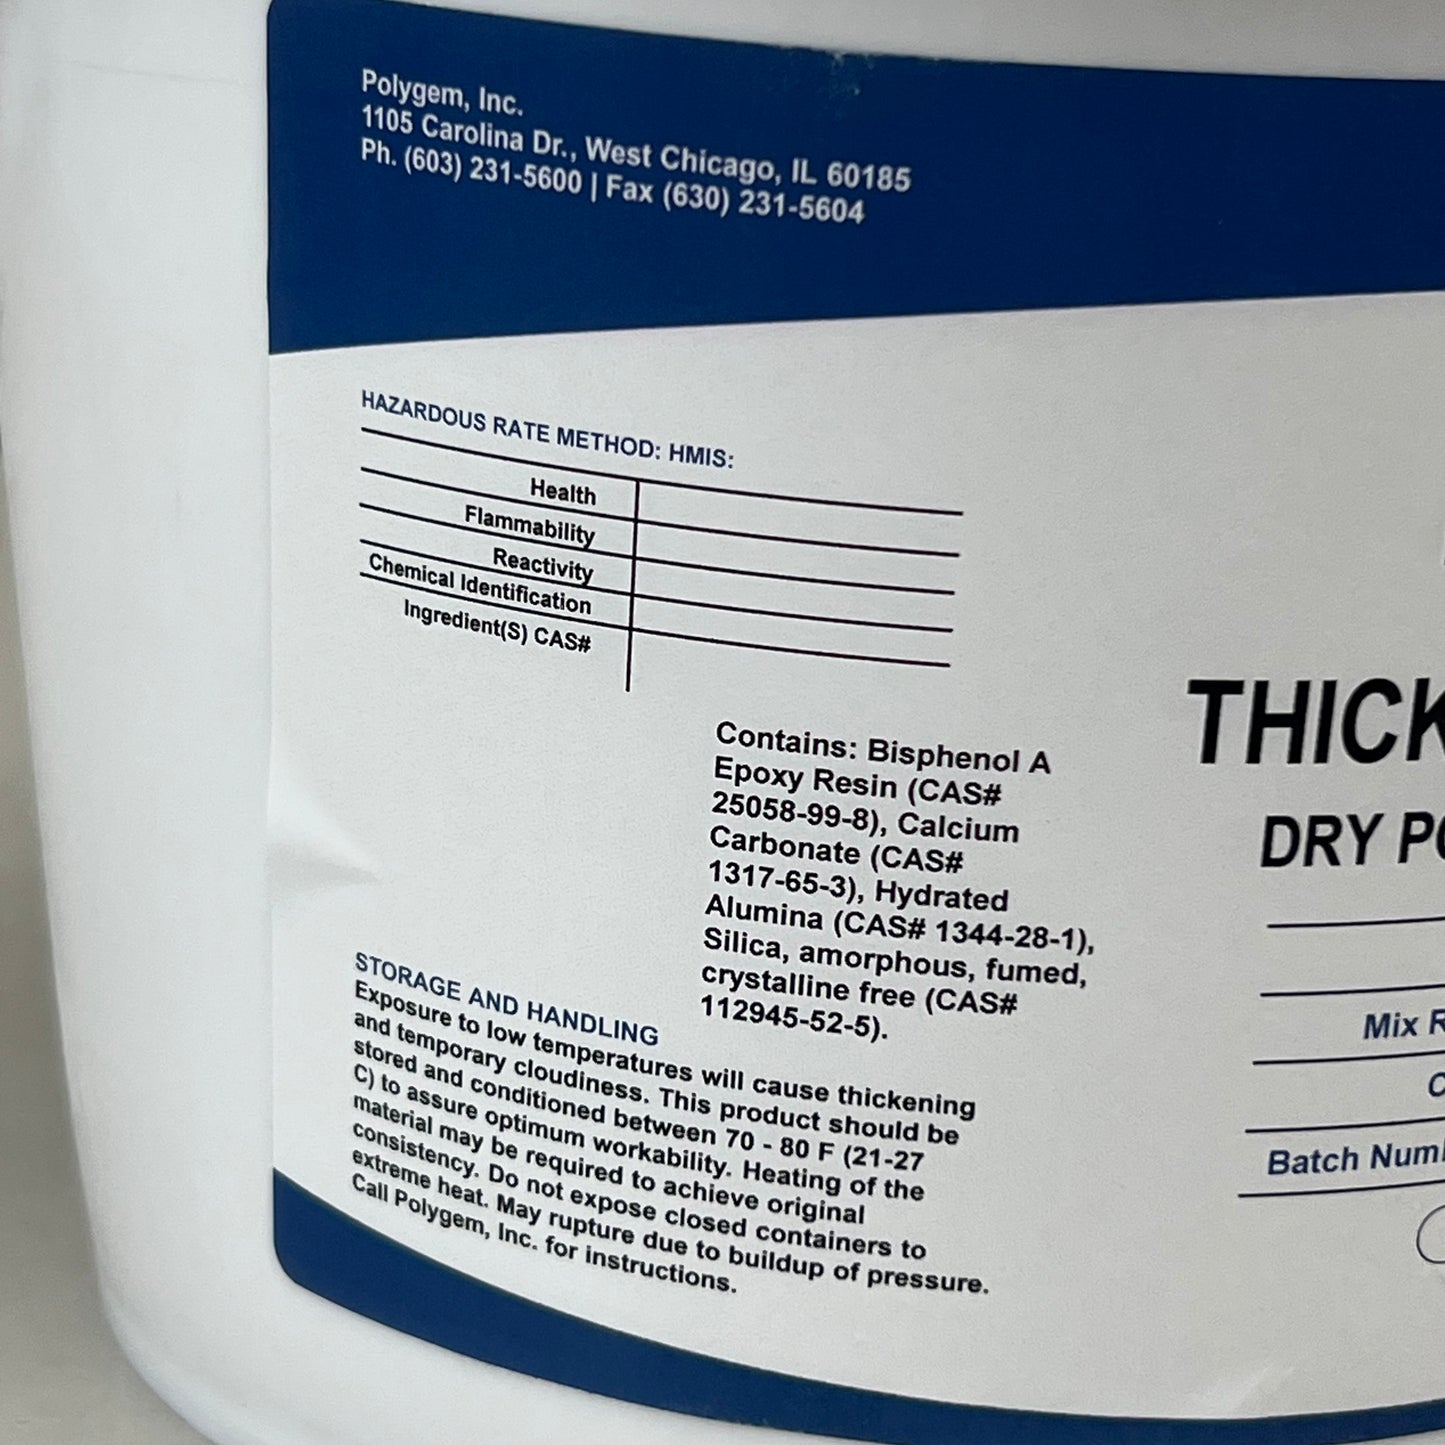 Polygem, Inc.
1105 Carolina Dr., West Chicago, IL 60185
Ph. (603) 231-5600 | Fax (630) 231-5604
HAZARDOUS RATE METHOD: HMIS:
Health
Flammability
Reactivity
Chemical Identification
Ingredient(S) CAS#
Contains: Bisphenol A
Epoxy Resin (CAS#
25058-99-8), Calcium
Carbonate (CAS#
1317-65-3), Hydrated
Alumina (CAS# 1344-28-1),
Silica, amorphous, fumed,
crystalline free (CAS#
112945-52-5).
STORAGE AND HANDLING
Exposure to low temperatures will cause thickening
and temporary cloudiness. This product should be
stored and conditioned between 70 - 80 F (21-27
C) to assure optimum workability. Heating of the
material may be required to achieve original
consistency. Do not expose closed containers to
extreme heat. May rupture due to buildup of pressure.
Call Polygem, Inc. for instructions.
THICK
DRY
Mix
Batch